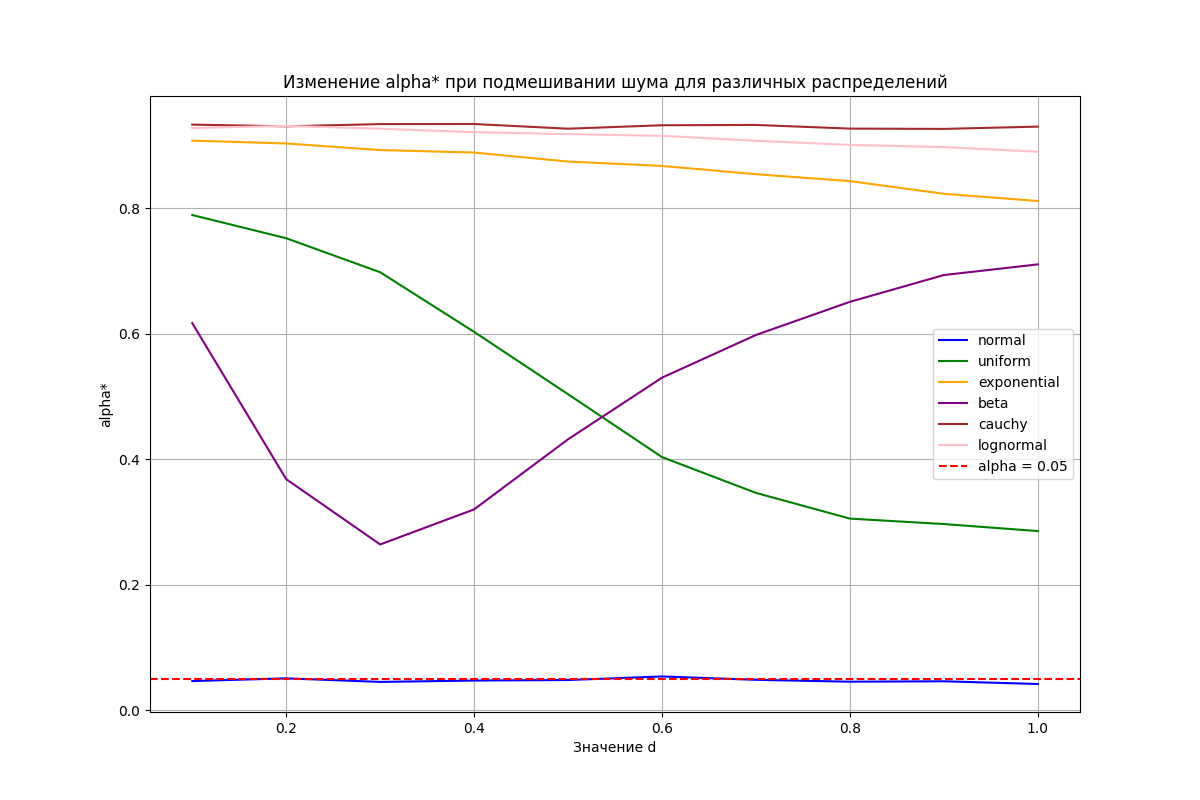 Изменение alpha* при подмешивании шума для различных распределений
alpha*
0.8
0.6
0.4
0.2
0.0
0.2
0.4
0.6
0.8
1.0
Значение d
normal
uniform
exponential
beta
cauchy
lognormal
alpha = 0.05